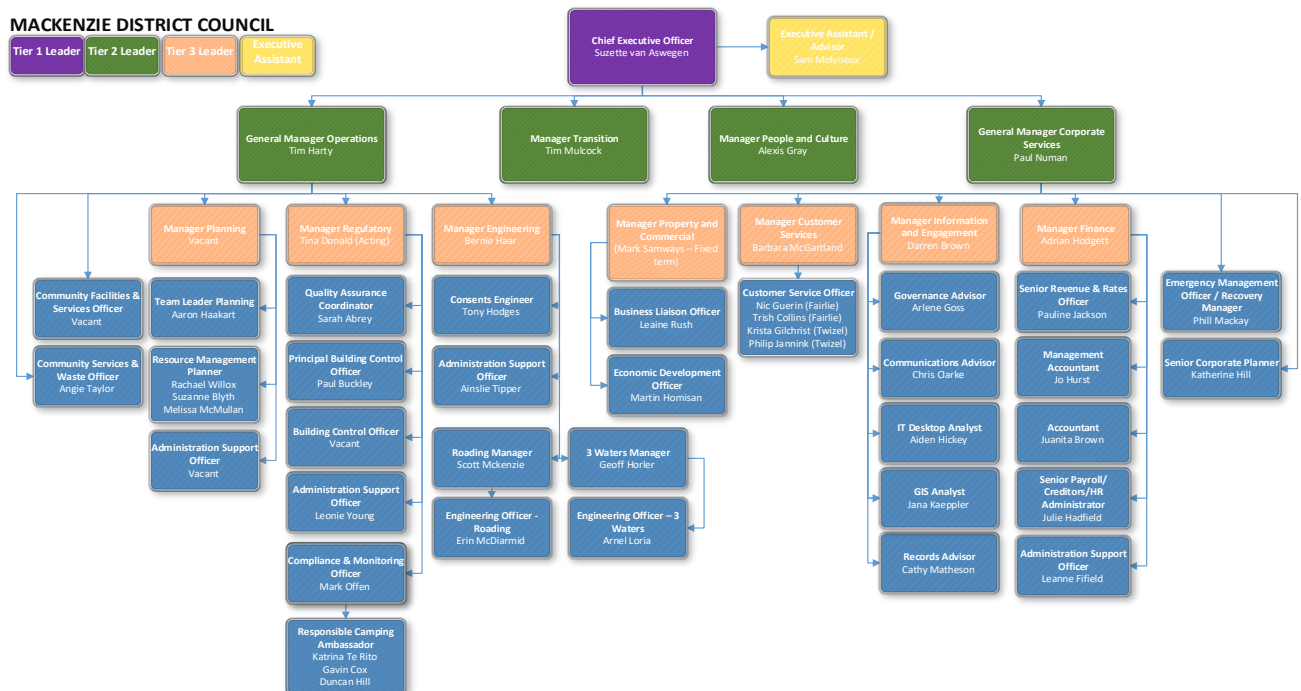 MACKENZIE DISTRICT COUNCIL
Tier 1 Leader
Tier 2 Leader
Tier 3 Leader
Executive
Assistant
Chief Executive Officer
Suzette van Aswegen
Executive Assistant /
Advisor
Sam Molyneux
General Manager Operations
Tim Harty
Manager Transition
Tim Mulcock
Manager People and Culture
Alexis Gray
General Manager Corporate
Services
Paul Numan
Manager Planning
Vacant
Manager Regulatory
Tina Donald (Acting)
Manager Engineering
Bernie Haar
Manager Property and
Commercial
(Mark Samways – Fixed
term)
Manager Customer
Services
Barbara McGartland
Manager Information
and Engagement
Darren Brown
Manager Finance
Adrian Hodgett
Community Facilities &
Services Officer
Vacant
Community Services &
Waste Officer
Angie Taylor
Team Leader Planning
Aaron Haakart
Resource Management
Planner
Rachael Willox
Suzanne Blyth
Melissa McMullan
Administration Support
Officer
Vacant
Quality Assurance
Coordinator
Sarah Abrey
Principal Building Control
Officer
Paul Buckley
Building Control Officer
Vacant
Administration Support
Officer
Leonie Young
Compliance & Monitoring
Officer
Mark Offen
Responsible Camping
Ambassador
Katrina Te Rito
Gavin Cox
Duncan Hill
Consents Engineer
Tony Hodges
Administration Support
Officer
Ainslie Tipper
Roading Manager
Scott Mckenzie
Engineering Officer -
Roading
Erin McDiarmid
3 Waters Manager
Geoff Horler
Engineering Officer – 3
Waters
Arnel Loria
Business Liaison Officer
Leaine Rush
Economic Development
Officer
Martin Homisan
Customer Service Officer
Nic Guerin (Fairlie)
Trish Collins (Fairlie)
Krista Gilchrist (Twizel)
Philip Jannink (Twizel)
Governance Advisor
Arlene Goss
Communications Advisor
Chris Clarke
IT Desktop Analyst
Aiden Hickey
GIS Analyst
Jana Kaeppler
Records Advisor
Cathy Matheson
Senior Revenue & Rates
Officer
Pauline Jackson
Management
Accountant
Jo Hurst
Accountant
Juanita Brown
Senior Payroll/
Creditors/HR
Administrator
Julie Hadfield
Administration Support
Officer
Leanne Fifield
Emergency Management
Officer / Recovery
Manager
Phill Mackay
Senior Corporate Planner
Katherine Hill